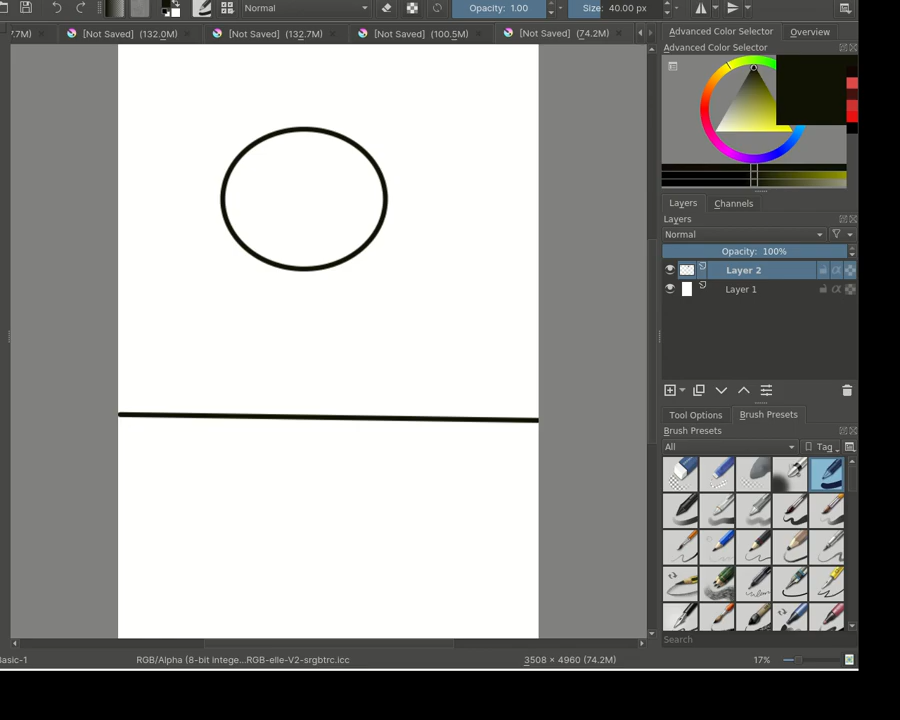 Normal Opacity: 1.00 Size: 40.00 px
.7M) [Not Saved] (132.0M) [Not Saved] (132.7M) [Not Saved] (100.5M) [Not Saved] (74.2M)
Advanced Color Selector Overview
Advanced Color Selector
Layers Channels
Layers
Normal
Opacity: 100%
Layer 2
Layer 1
Tool Options Brush Presets
Brush Presets
All Tag
Search
asic-1 RGB/Alpha (8-bit intege...RGB-elle-V2-srgbtrc.icc 3508 x 4960 (74.2M) 17%